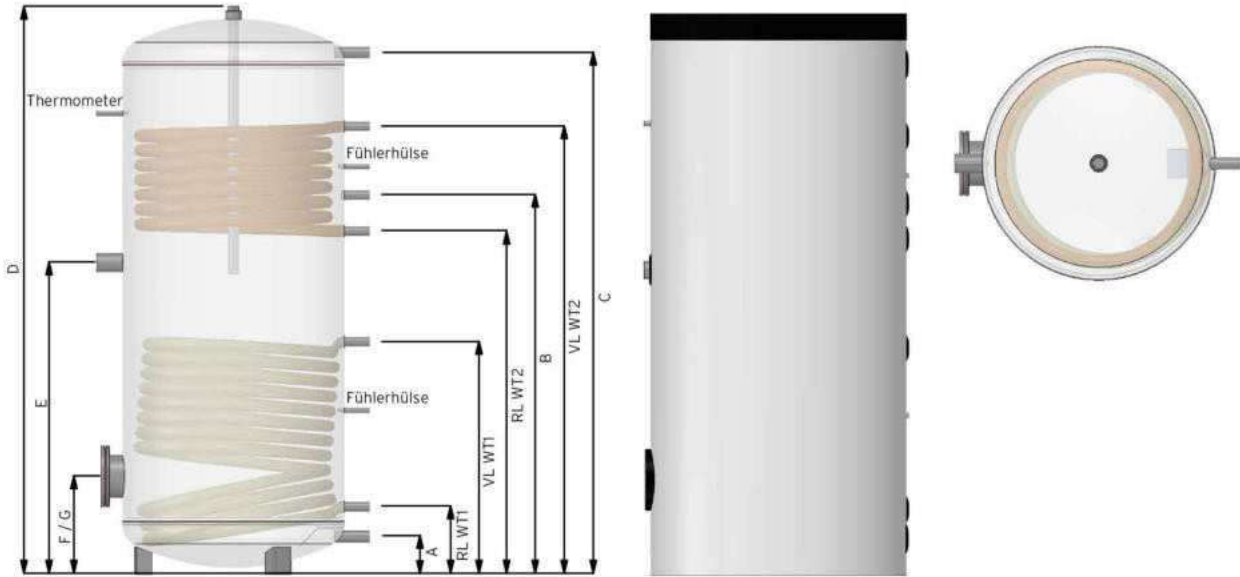 Thermometer
Fühlerhülse
Fühlerhülse
D
E
F / G
A
RL WT1
VL WT1
RL WT2
B
VL WT2
C